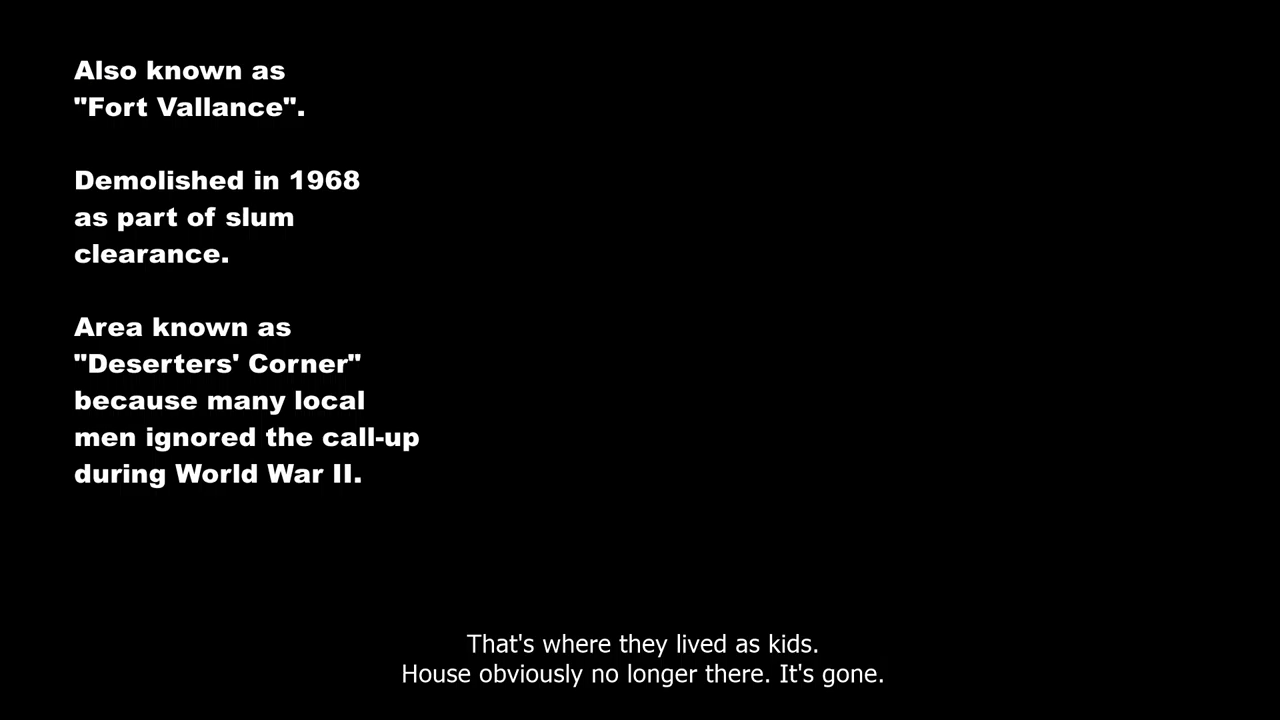 Also known as
"Fort Vallance".
Demolished in 1968
as part of slum
clearance.
Area known as
"Deserters' Corner"
because many local
men ignored the call-up
during World War II.
That's where they lived as kids.
House obviously no longer there. It's gone.